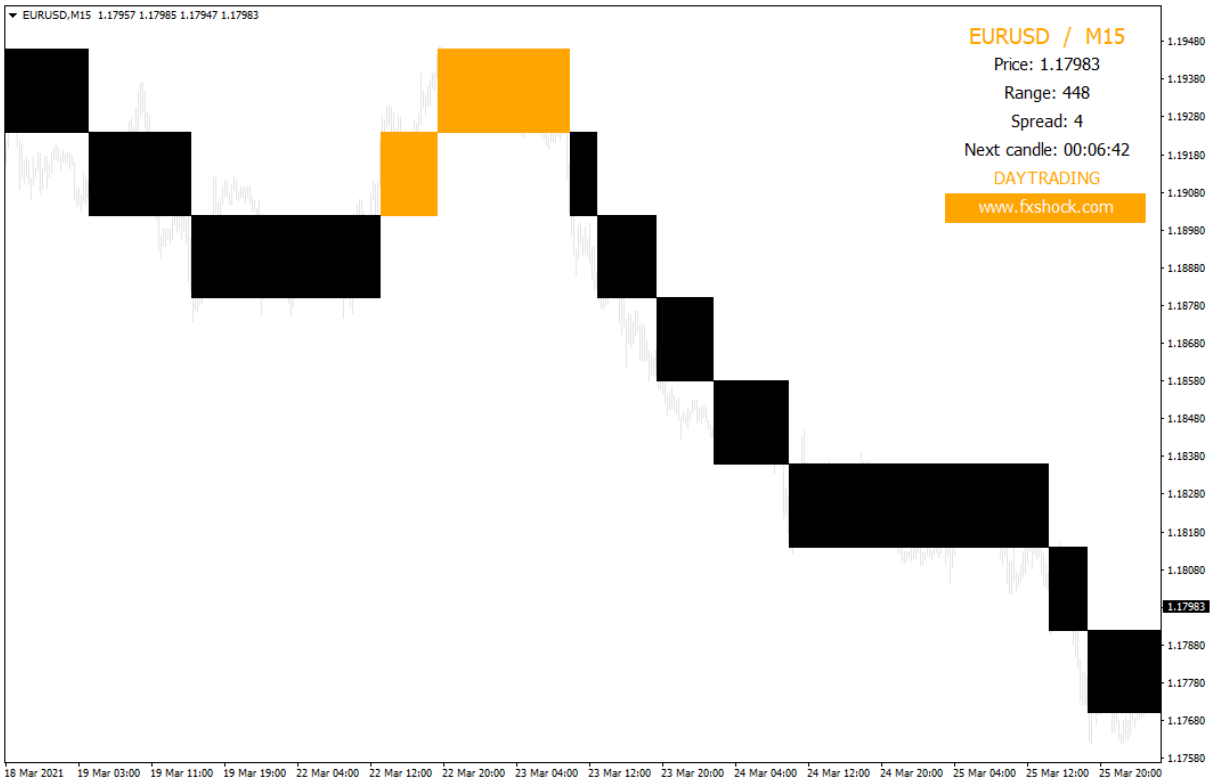 EURUSD,M15 1.17957 1.17985 1.17947 1.17983
EURUSD / M15
Price: 1.17983
Range: 448
Spread: 4
Next candle: 00:06:42
DAYTRADING
www.fxshock.com
1.19480
1.19380
1.19280
1.19180
1.19080
1.18980
1.18880
1.18780
1.18680
1.18580
1.18480
1.18380
1.18280
1.18180
1.18080
1.17983
1.17880
1.17780
1.17680
1.17580
18 Mar 2021 19 Mar 03:00 19 Mar 11:00 19 Mar 19:00 22 Mar 04:00 22 Mar 12:00 22 Mar 20:00 23 Mar 04:00 23 Mar 12:00 23 Mar 20:00 24 Mar 04:00 24 Mar 12:00 24 Mar 20:00 25 Mar 04:00 25 Mar 12:00 25 Mar 20:00